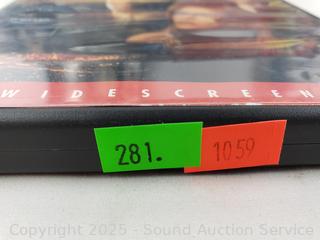 WIDESCREEN
281.
1059
Copyright 2025 - Sound Auction Service